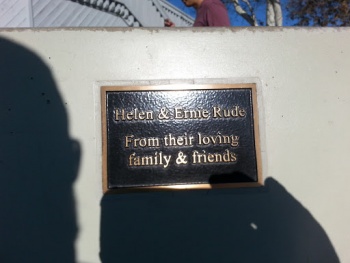 Helen & Ernie Rude
From their loving
family & friends